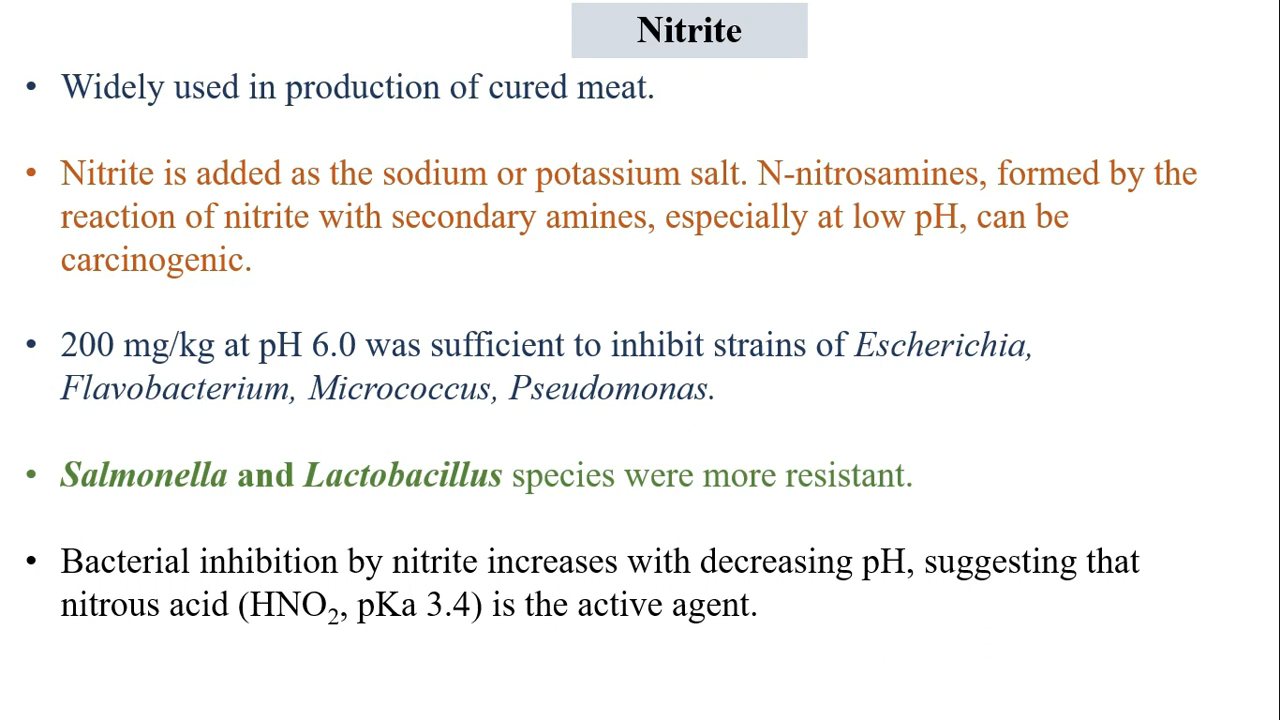 Nitrite
• Widely used in production of cured meat.
• Nitrite is added as the sodium or potassium salt. N-nitrosamines, formed by the
reaction of nitrite with secondary amines, especially at low pH, can be
carcinogenic.
• 200 mg/kg at pH 6.0 was sufficient to inhibit strains of Escherichia,
Flavobacterium, Micrococcus, Pseudomonas.
• Salmonella and Lactobacillus species were more resistant.
• Bacterial inhibition by nitrite increases with decreasing pH, suggesting that
nitrous acid (HNO₂, pKa 3.4) is the active agent.